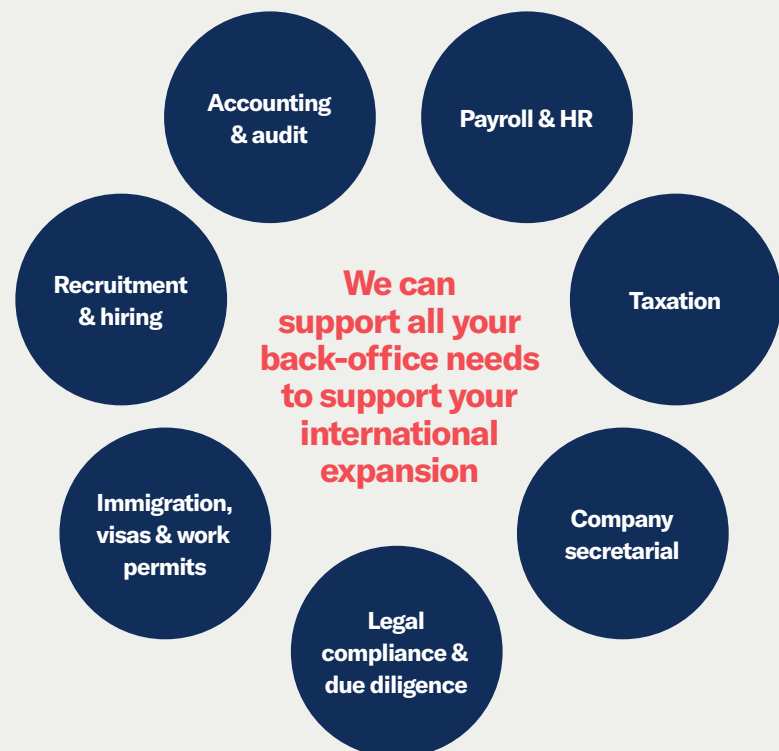 Accounting
& audit
Payroll & HR
Recruitment
& hiring
We can
support all your
back-office needs
to support your
international
expansion
Taxation
Immigration,
visas & work
permits
Company
secretarial
Legal
compliance &
due diligence